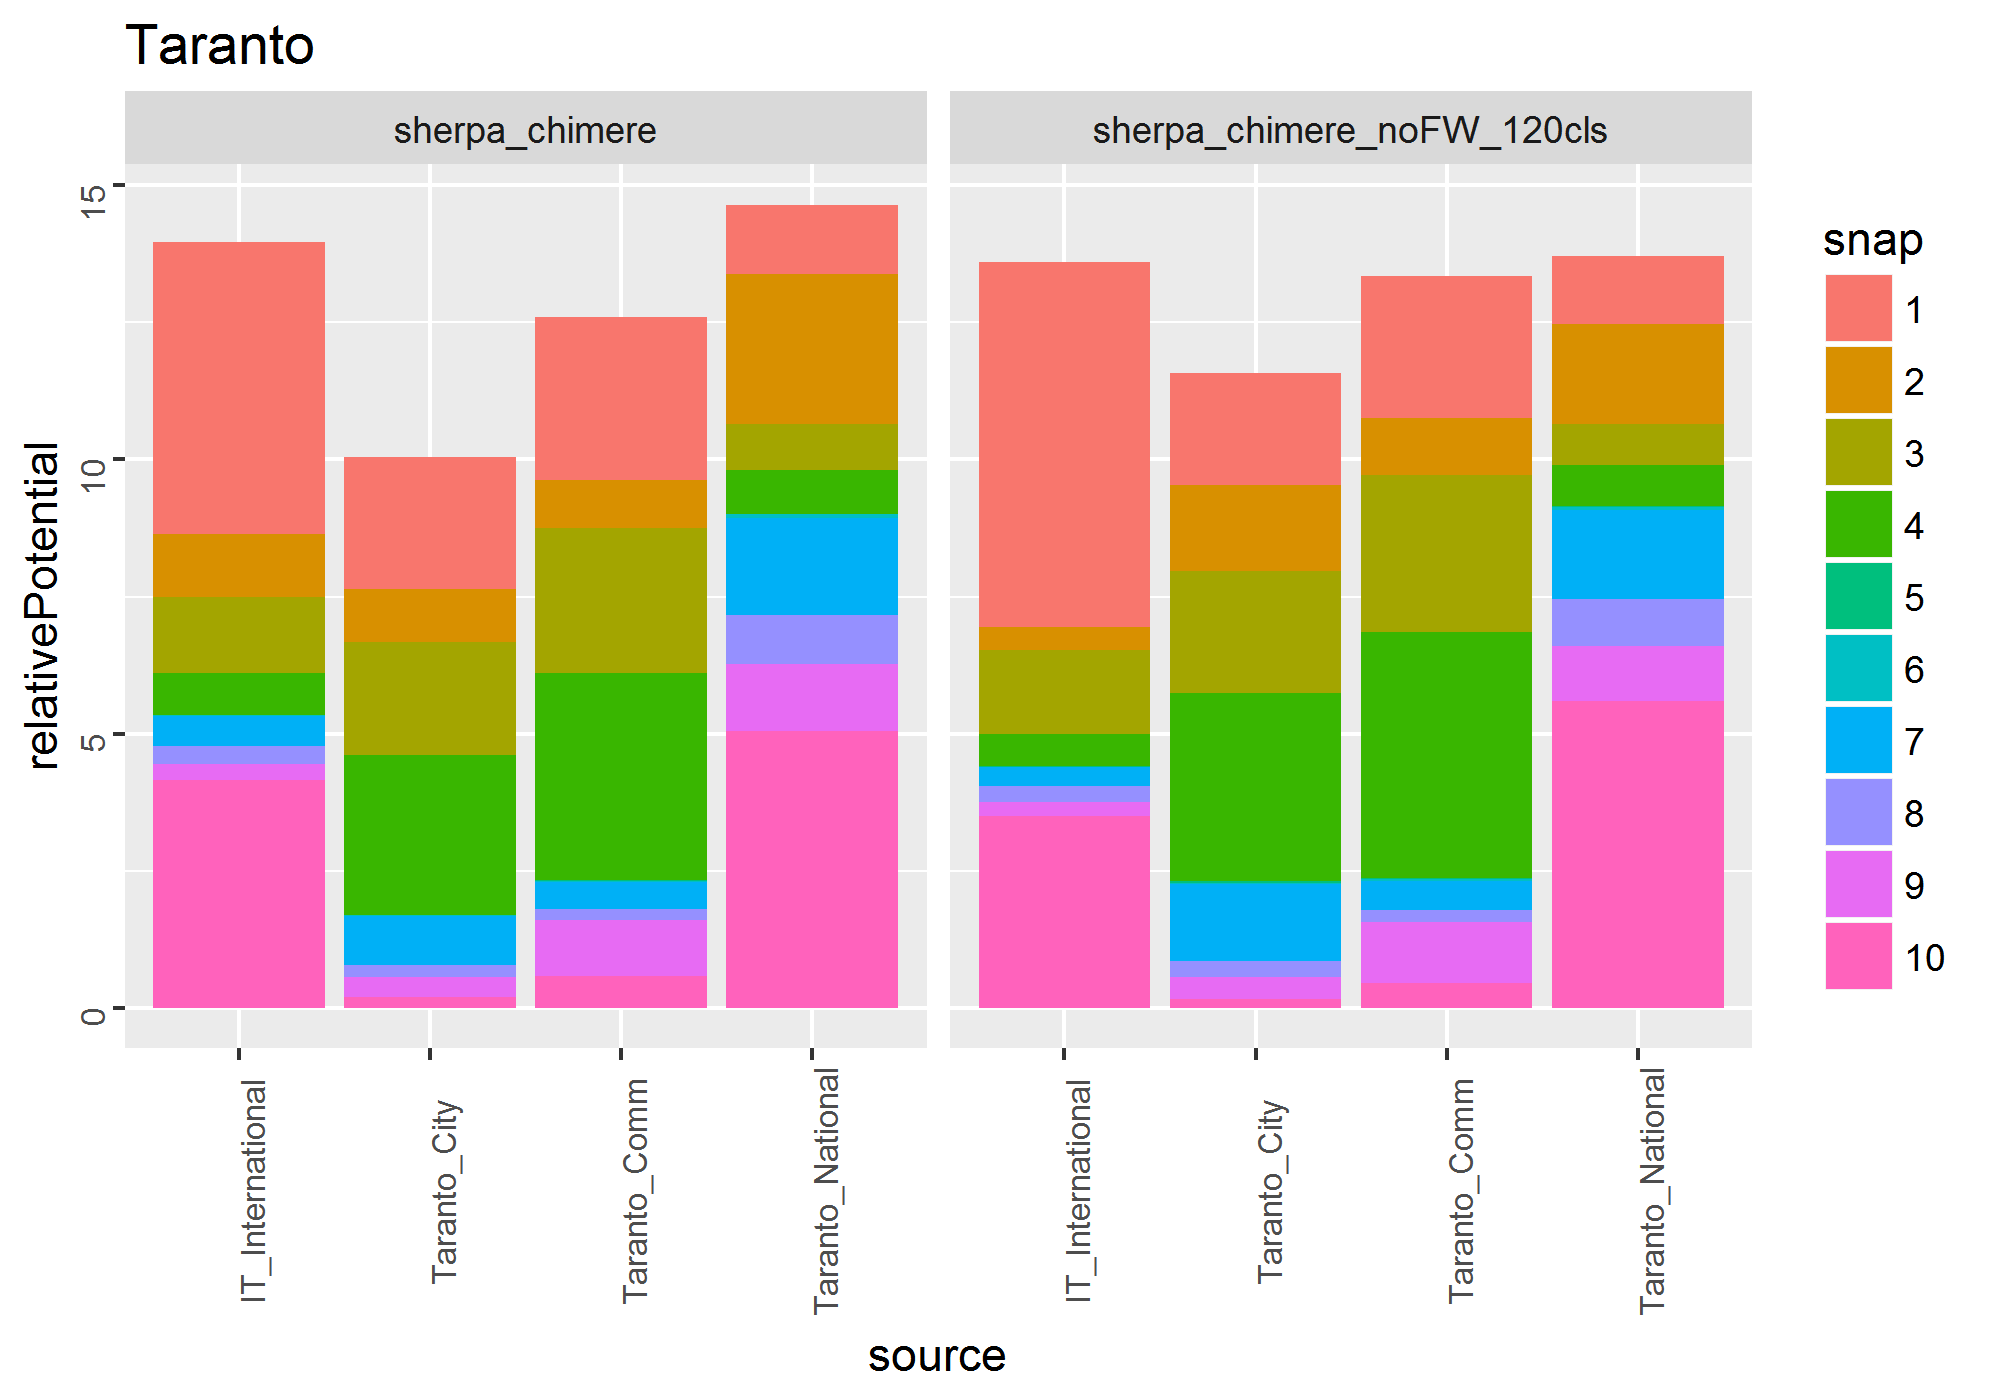 Taranto
sherpa_chimere
sherpa_chimere_noFW_120cls
relativePotential
15
10
5
0
IT_International
Taranto_City
Taranto_Comm
Taranto_National
IT_International
Taranto_City
Taranto_Comm
Taranto_National
source
snap
1
2
3
4
5
6
7
8
9
10